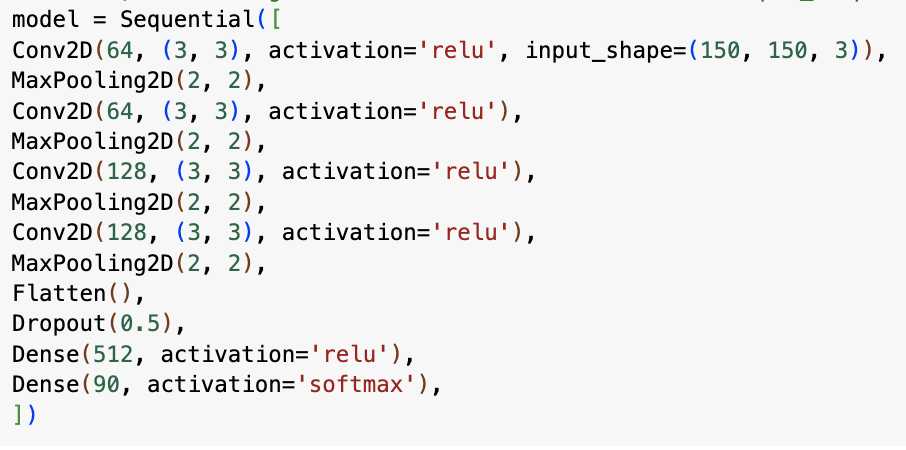 model = Sequential([
Conv2D(64, (3, 3), activation='relu', input_shape=(150, 150, 3)),
MaxPooling2D(2, 2),
Conv2D(64, (3, 3), activation='relu'),
MaxPooling2D(2, 2),
Conv2D(128, (3, 3), activation='relu'),
MaxPooling2D(2, 2),
Conv2D(128, (3, 3), activation='relu'),
MaxPooling2D(2, 2),
Flatten(),
Dropout(0.5),
Dense(512, activation='relu'),
Dense(90, activation='softmax'),
])